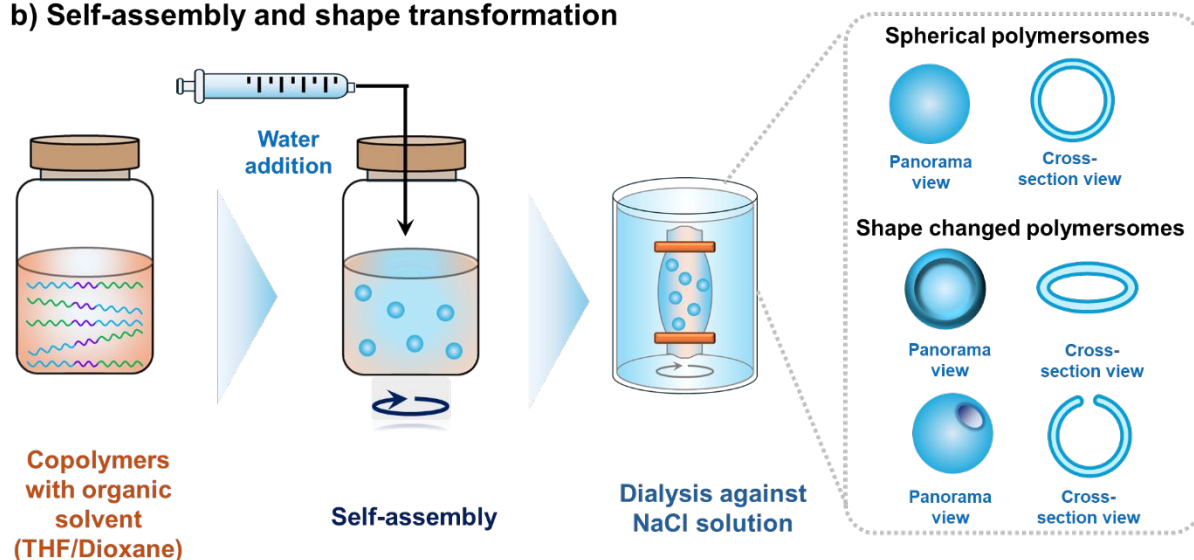 b) Self-assembly and shape transformation
Water
addition
Copolymers
with organic
solvent
(THF/Dioxane)
Self-assembly
Dialysis against
NaCl solution
Spherical polymersomes
Panorama
view
Cross-
section view
Shape changed polymersomes
Panorama
view
Cross-
section view
Panorama
view
Cross-
section view